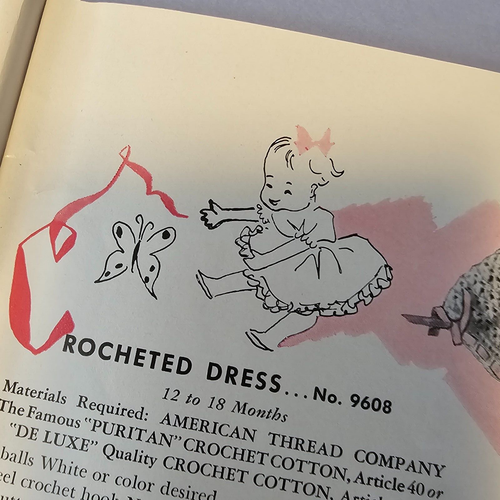 CROCHETED DRESS... No. 9608
12 to 18 Months
Materials Required: AMERICAN THREAD COMPANY
The Famous "PURITAN" CROCHET COTTON, Article 40 or
"DE LUXE" Quality CROCHET COTTON,
balls White or color desired
crochet hook